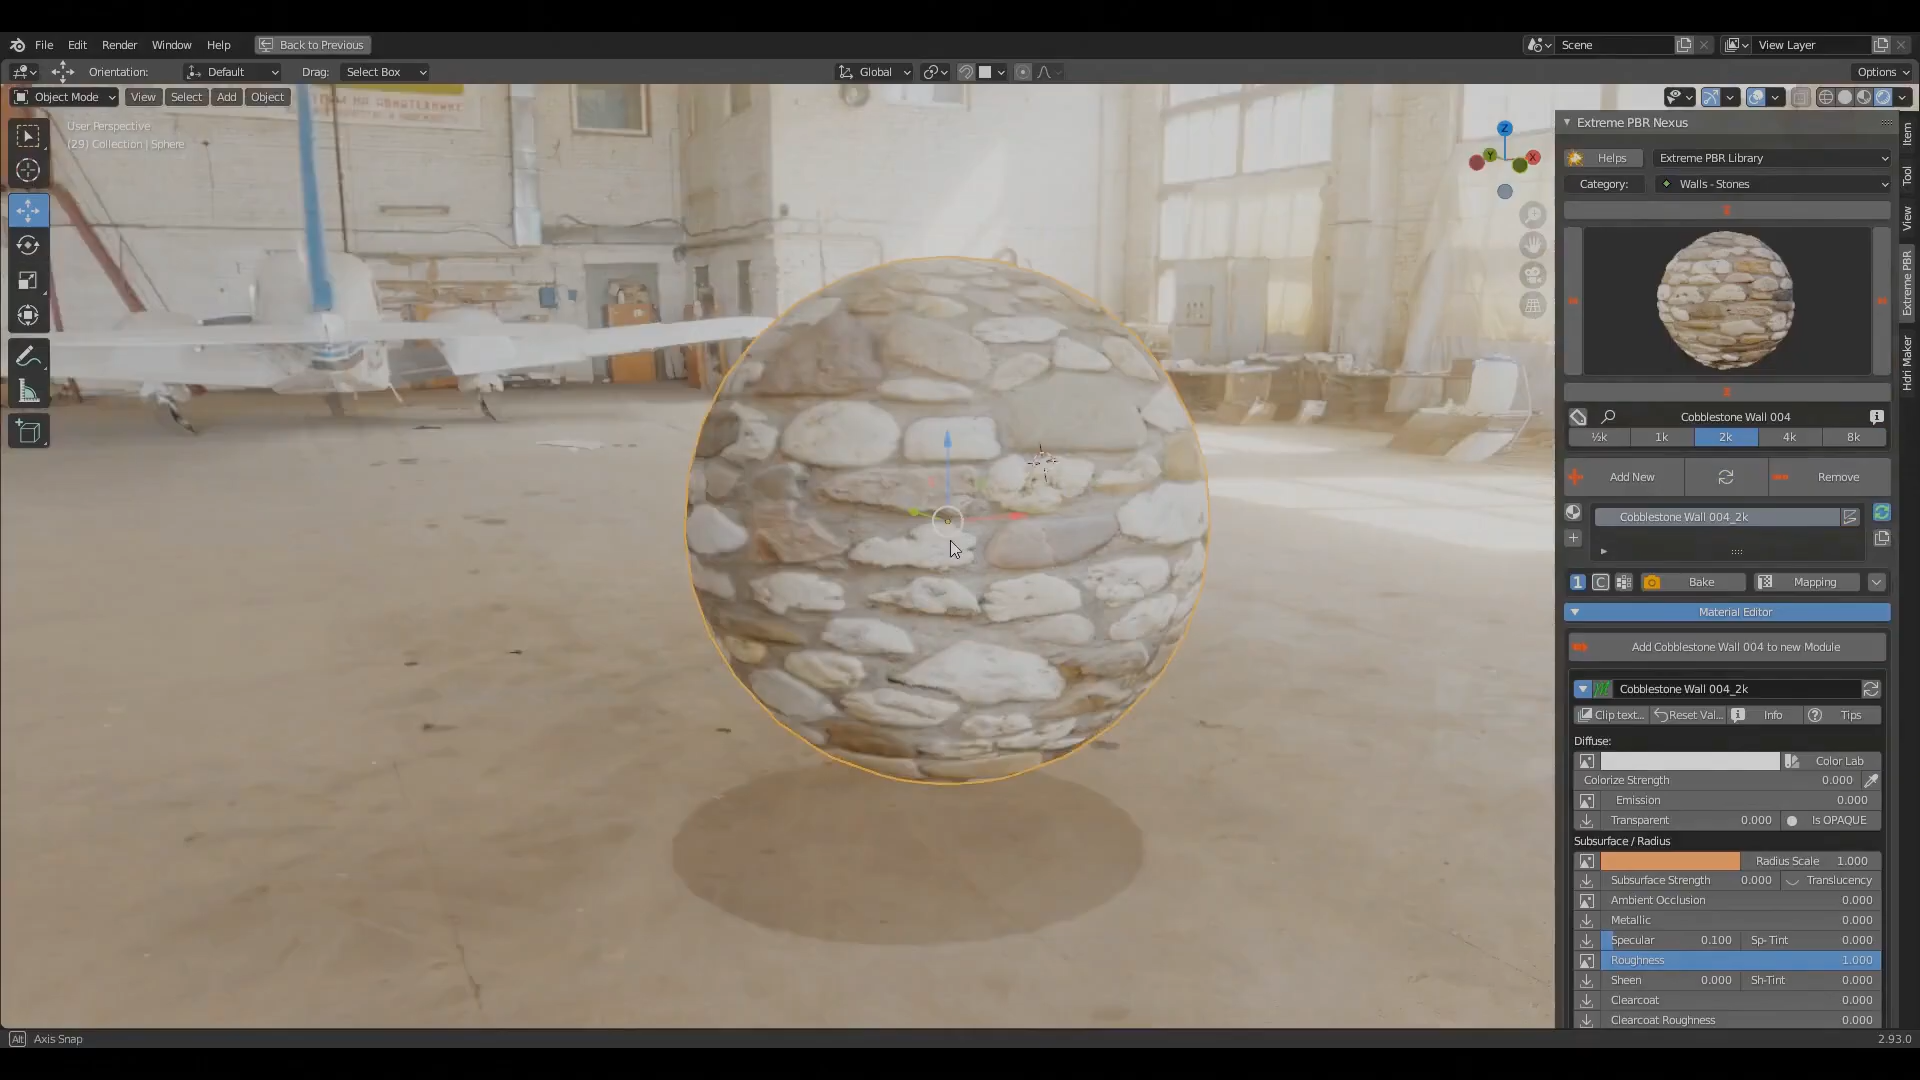 File Edit Render Window Help Back to Previous Scene View Layer
Orientation: Default Drag: Select Box Global Options
Object Mode View Select Add Object
НА АВИАТЕХНИКЕ
User Perspective
(29) Collection | Sphere
Z
Y X
Extreme PBR Nexus
Helps Extreme PBR Library
Category: Walls - Stones
Item
Tool
View
Extreme PBR
Hdri Maker
Cobblestone Wall 004
½k 1k 2k 4k 8k
Add New Remove
Cobblestone Wall 004_2k
1 C Bake Mapping
Material Editor
Add Cobblestone Wall 004 to new Module
Cobblestone Wall 004_2k
Clip text... Reset Val... Info Tips
Diffuse:
Color Lab
Colorize Strength 0.000
Emission 0.000
Transparent 0.000 Is OPAQUE
Subsurface / Radius
Radius Scale 1.000
Subsurface Strength 0.000 Translucency
Ambient Occlusion 0.000
Metallic 0.000
Specular 0.100 Sp-Tint 0.000
Roughness 1.000
Sheen 0.000 Sh-Tint 0.000
Clearcoat 0.000
Clearcoat Roughness 0.000
Alt Axis Snap 2.93.0